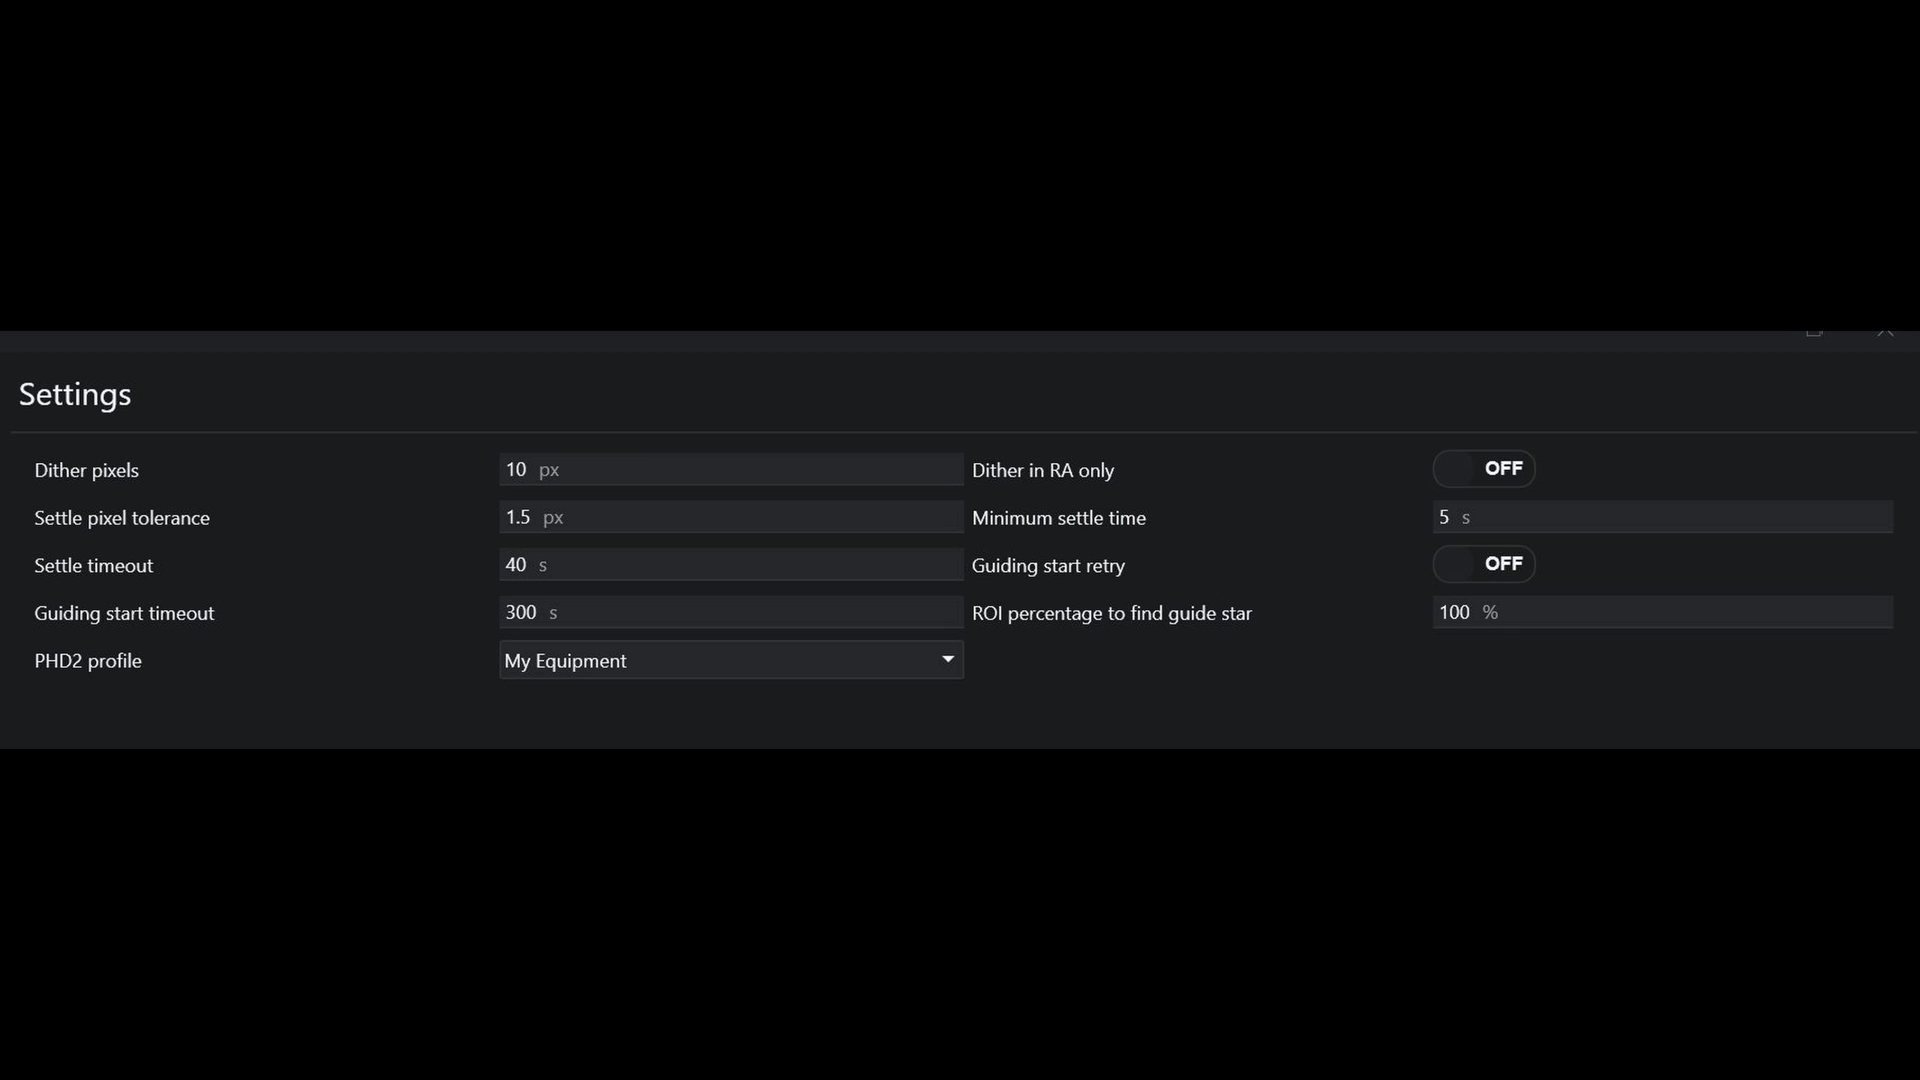 Settings
Dither pixels 10 px Dither in RA only OFF
Settle pixel tolerance 1.5 px Minimum settle time 5 s
Settle timeout 40 s Guiding start retry OFF
Guiding start timeout 300 s ROI percentage to find guide star 100 %
PHD2 profile My Equipment